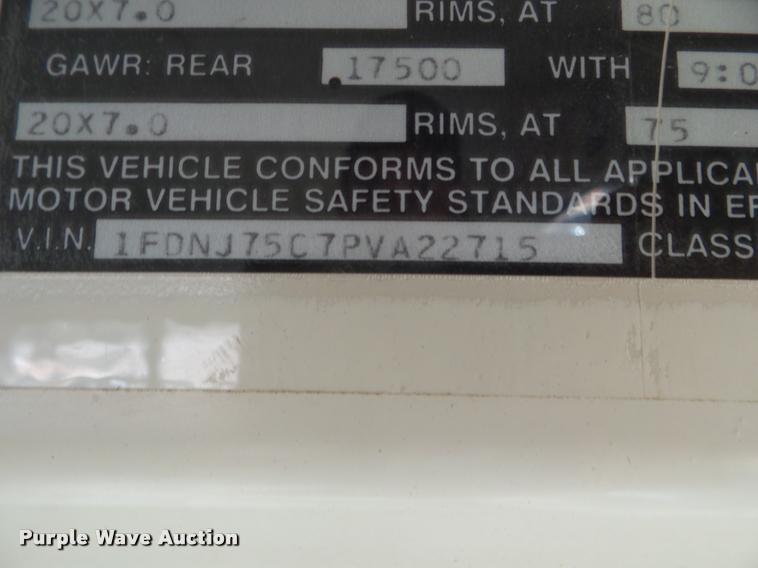 20X7.0 RIMS, AT 80
GAWR: REAR .17500 WITH 9:0
20X7.0 RIMS, AT 75
THIS VEHICLE CONFORMS TO ALL APPLICA
MOTOR VEHICLE SAFETY STANDARDS IN EF
V.I.N. 1FDNJ75C7PVA22715 CLASS
Purple Wave Auction